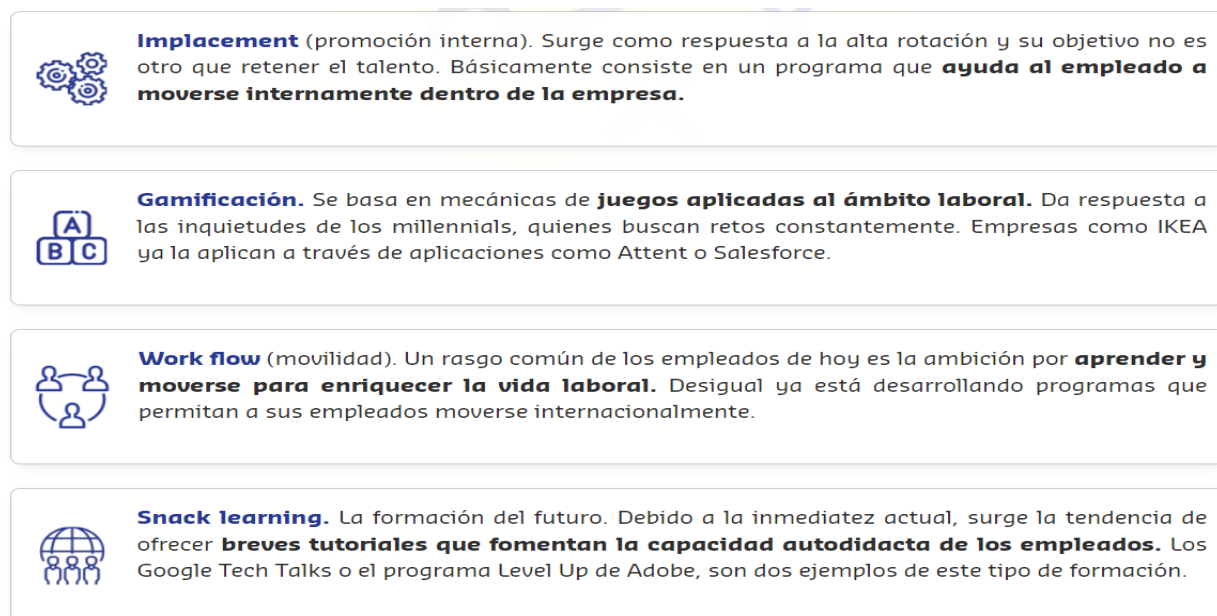 Implacement (promoción interna). Surge como respuesta a la alta rotación y su objetivo no es
otro que retener el talento. Básicamente consiste en un programa que ayuda al empleado a
moverse internamente dentro de la empresa.
A
B C
Gamificación. Se basa en mecánicas de juegos aplicadas al ámbito laboral. Da respuesta a
las inquietudes de los millennials, quienes buscan retos constantemente. Empresas como IKEA
ya la aplican a través de aplicaciones como Attent o Salesforce.
Work flow (movilidad). Un rasgo común de los empleados de hoy es la ambición por aprender y
moverse para enriquecer la vida laboral. Desigual ya está desarrollando programas que
permitan a sus empleados moverse internacionalmente.
Snack learning. La formación del futuro. Debido a la inmediatez actual, surge la tendencia de
ofrecer breves tutoriales que fomentan la capacidad autodidacta de los empleados. Los
Google Tech Talks o el programa Level Up de Adobe, son dos ejemplos de este tipo de formación.